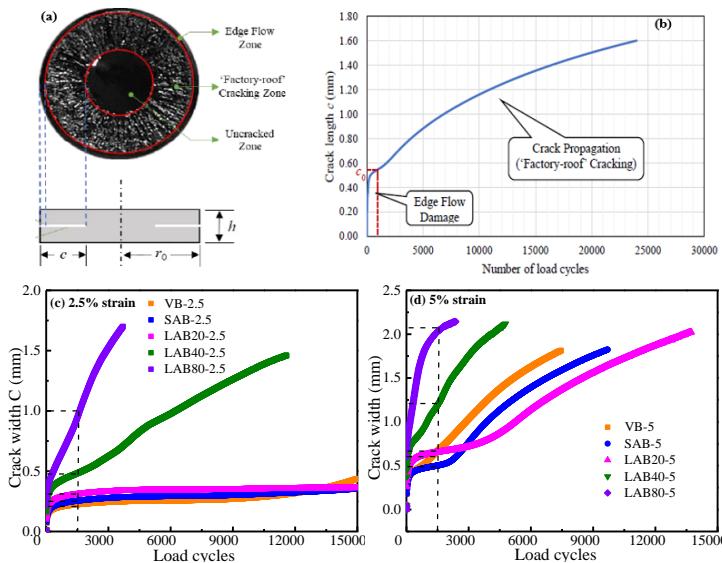 (a)
Edge Flow
Zone
'Factory-roof'
Cracking Zone
Uncracked
Zone
h
c
r0
(b)
Crack length c (mm)
1.80
1.60
1.40
1.20
1.00
0.80
0.60
0.40
0.20
0.00
c0
Crack Propagation
('Factory-roof' Cracking)
Edge Flow
Damage
0
5000
10000
15000
20000
25000
30000
Number of load cycles
(c) 2.5% strain
VB-2.5
SAB-2.5
LAB20-2.5
LAB40-2.5
LAB80-2.5
Crack width C (mm)
2.0
1.5
1.0
0.5
0.0
0
3000
6000
9000
12000
15000
Load cycles
(d) 5% strain
VB-5
SAB-5
LAB20-5
LAB40-5
LAB80-5
Crack width (mm)
2.5
2.0
1.5
1.0
0.5
0.0
0
3000
6000
9000
12000
15000
Load cycles